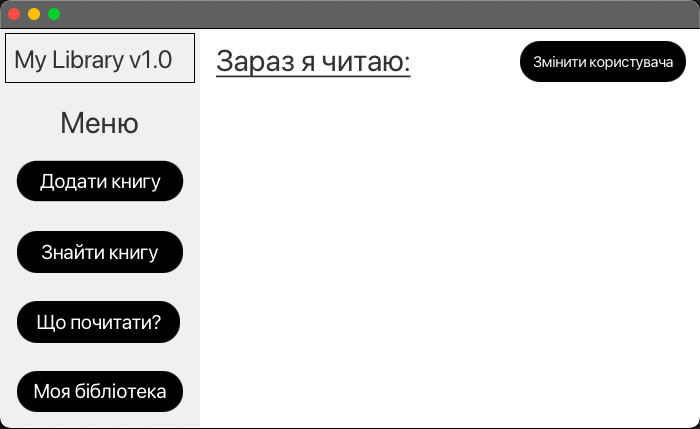 My Library v1.0
Зараз я читаю:
Змінити користувача
Меню
Додати книгу
Знайти книгу
Що почитати?
Моя бібліотека